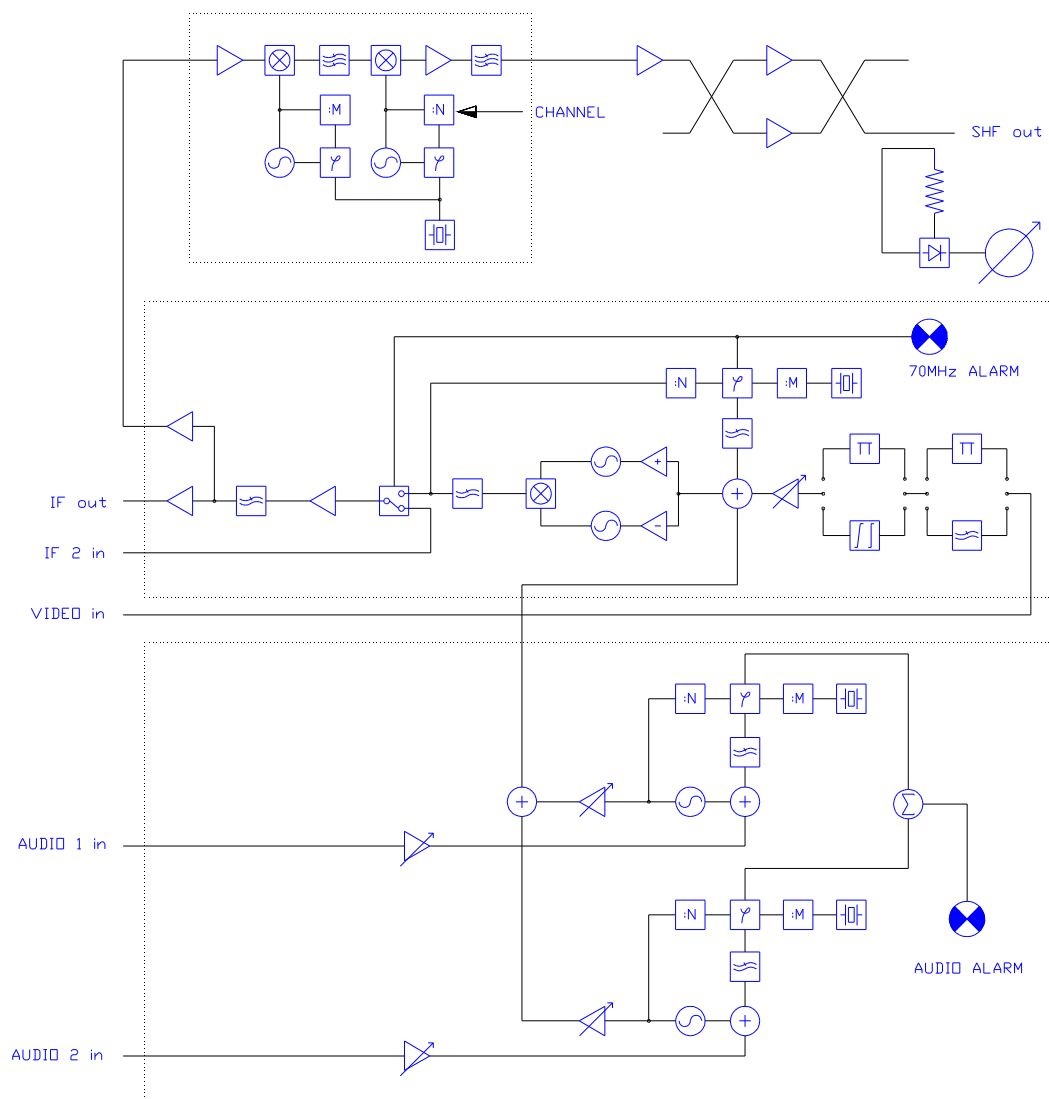 :M
:N
CHANNEL
φ
φ
SHF out
70MHz ALARM
:N
φ
:M
π
π
+
IF out
+
−
IF 2 in
VIDEO in
:N
φ
:M
+
+
Σ
AUDIO 1 in
:N
φ
:M
AUDIO ALARM
+
AUDIO 2 in